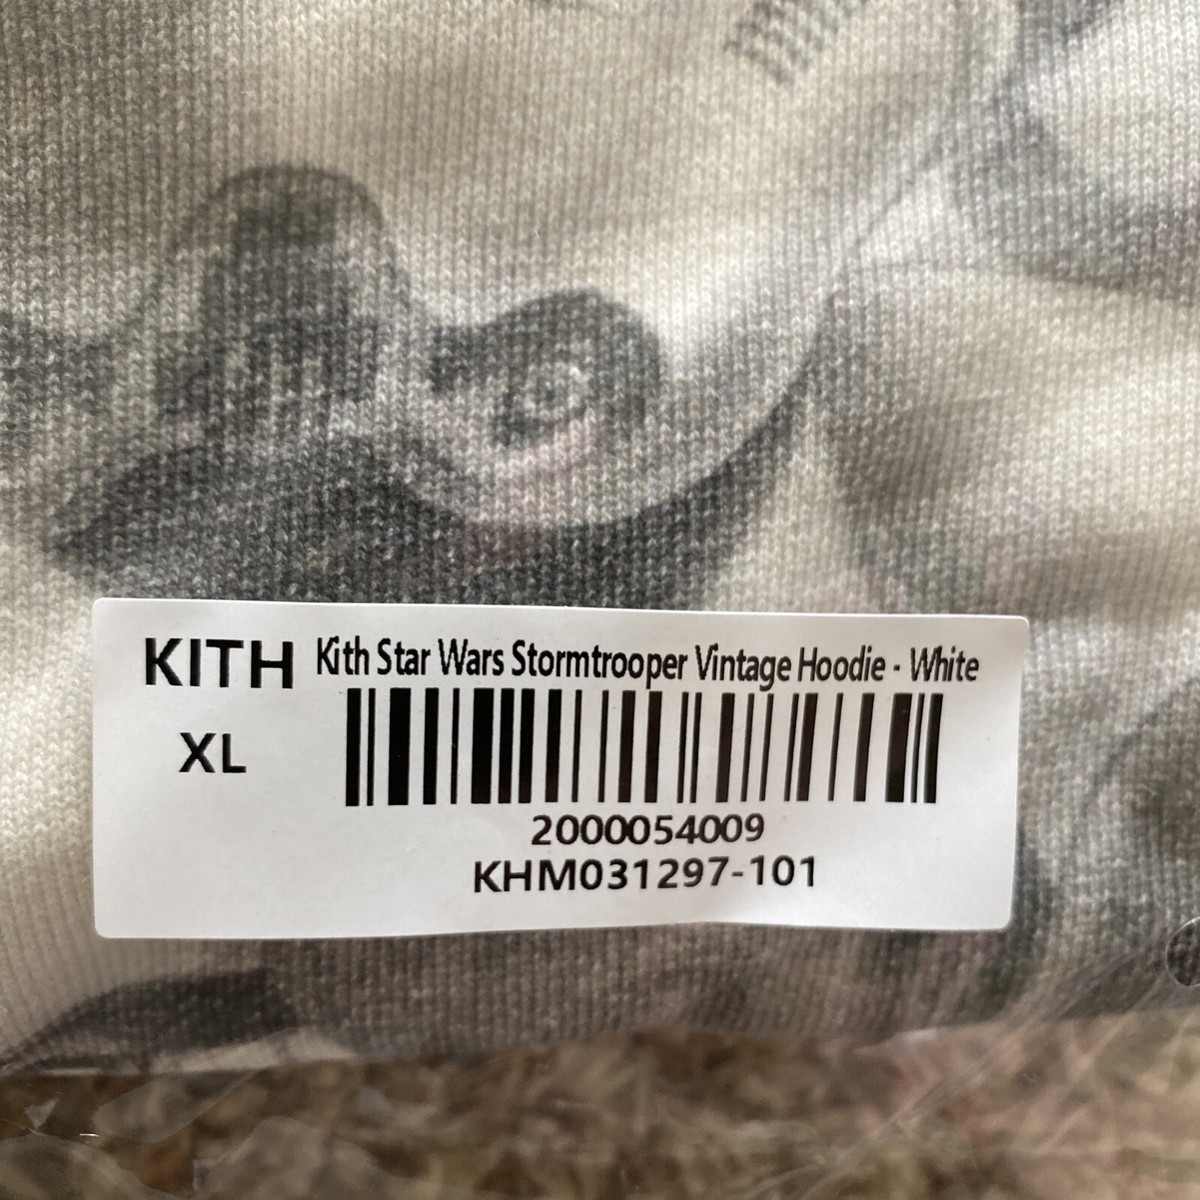 KITH Kith Star Wars Stormtrooper Vintage Hoodie - White
XL
2000054009
KHM031297-101